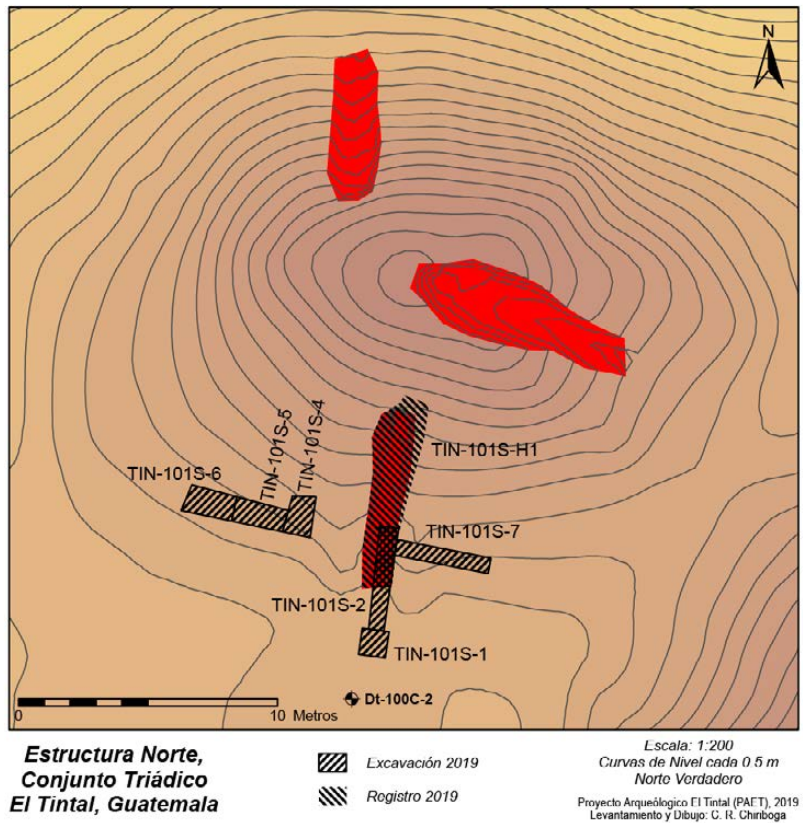 N
TIN-101S-5
TIN-101S-4
TIN-101S-6
TIN-101S-H1
TIN-101S-7
TIN-101S-2
TIN-101S-1
Dt-100C-2
0 10 Metros
Estructura Norte,
Conjunto Triádico
El Tintal, Guatemala
Excavación 2019
Registro 2019
Escala: 1:200
Curvas de Nivel cada 0.5 m
Norte Verdadero
Proyecto Arqueólogico El Tintal (PAET), 2019
Levantamiento y Dibujo: C. R. Chiriboga